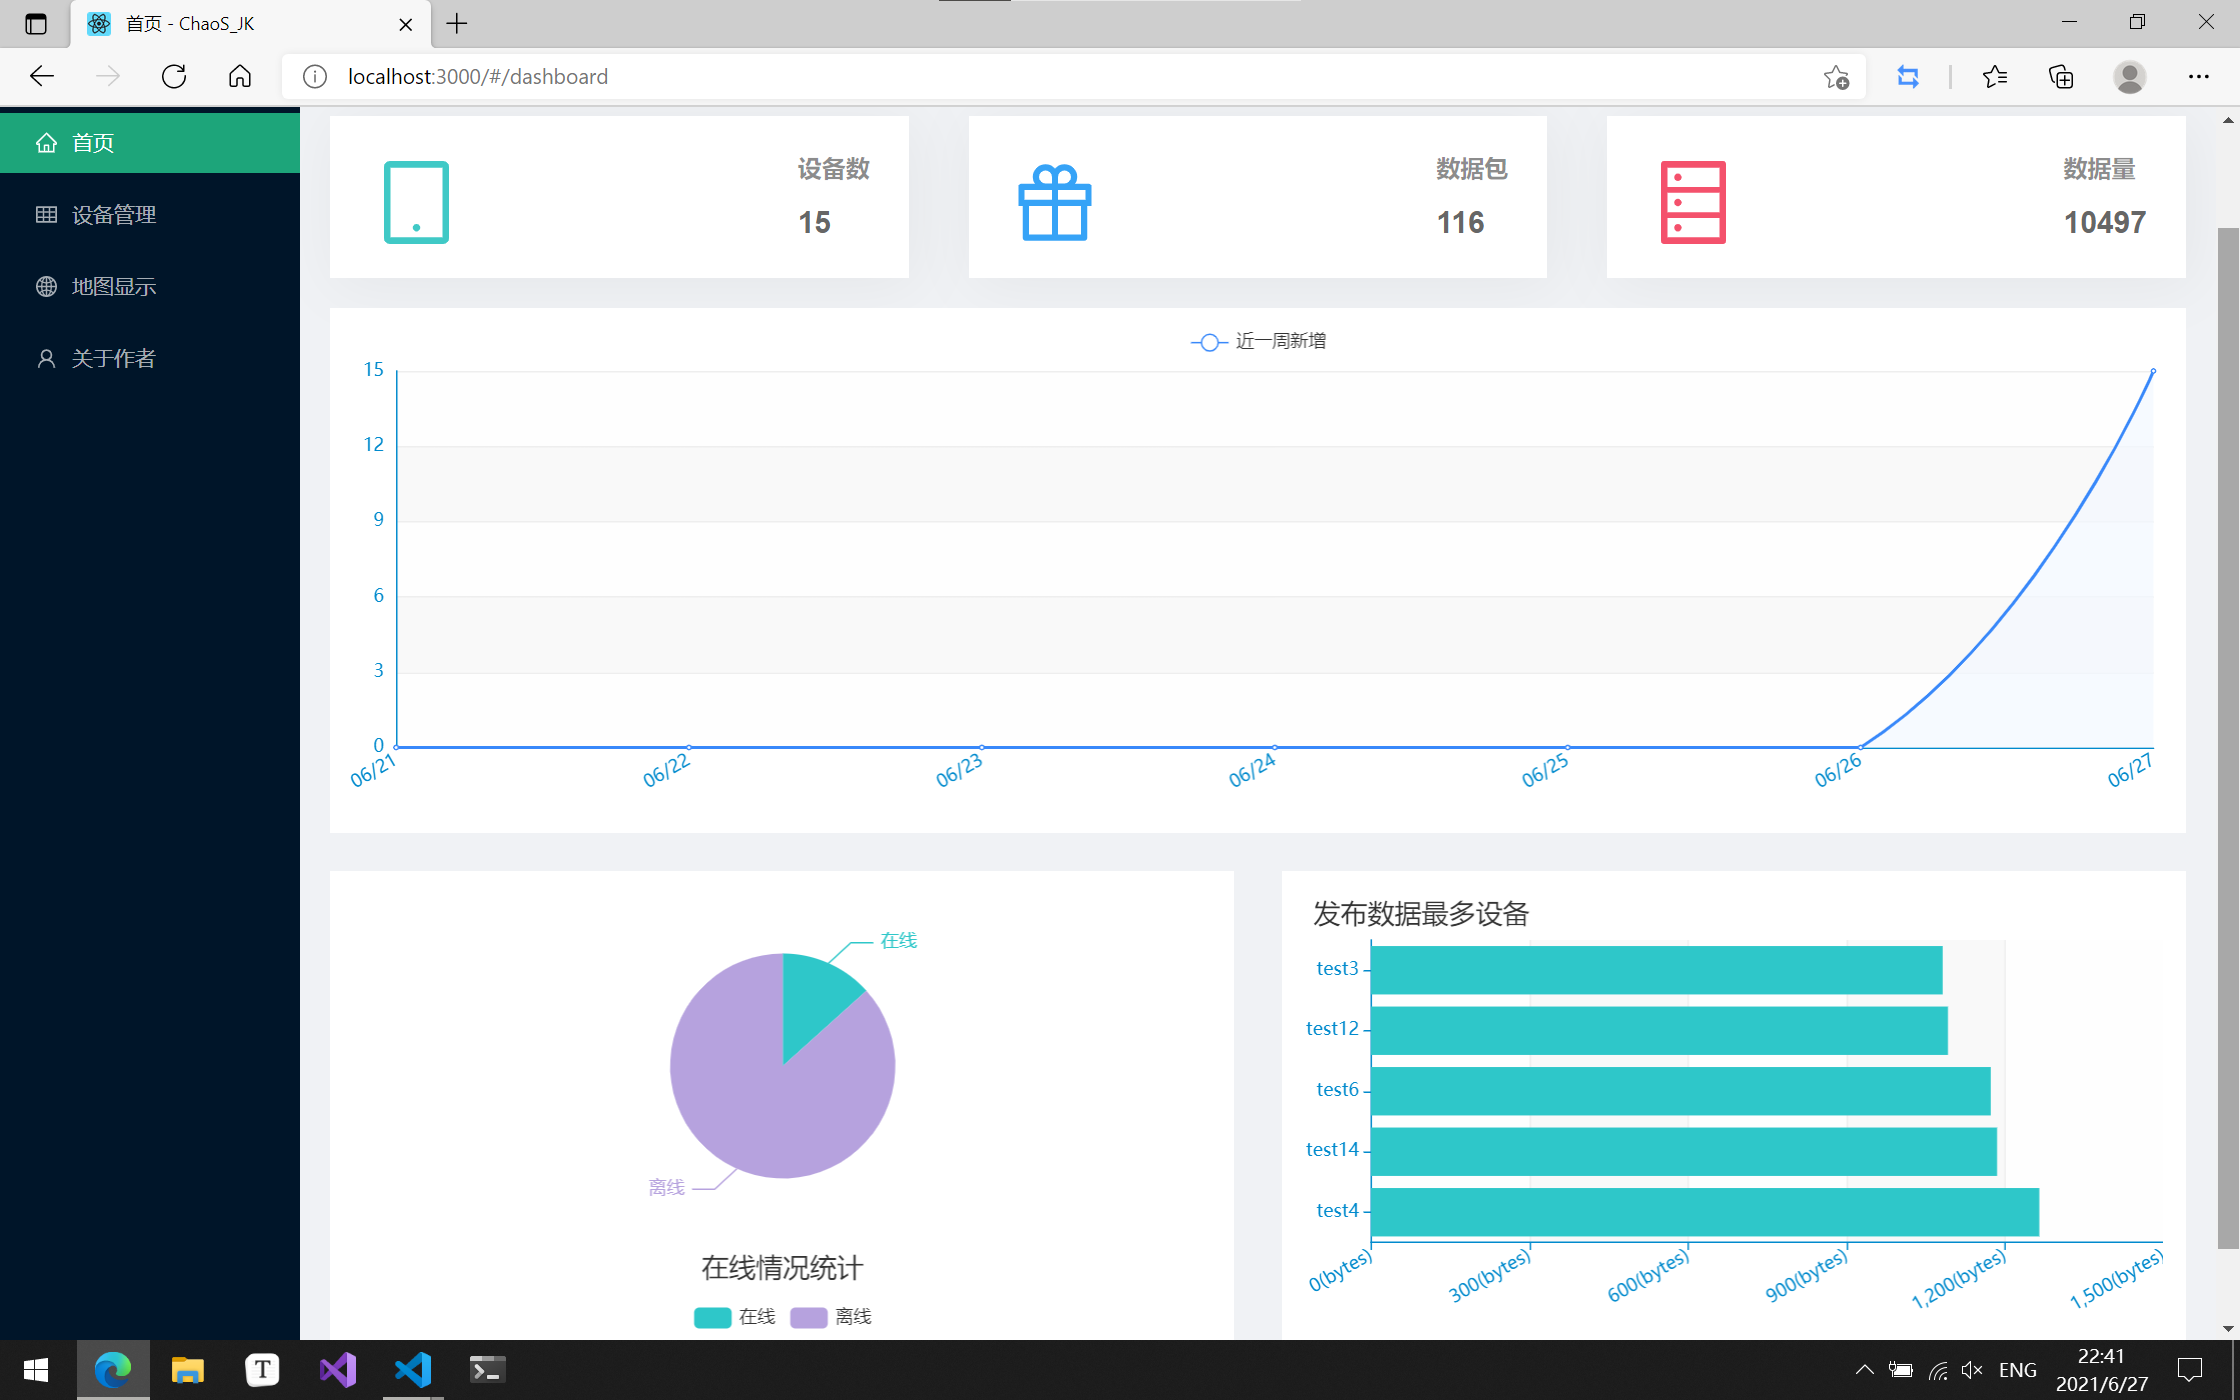 首页 - ChaoS_JK
localhost:3000/#/dashboard
首页
设备管理
地图显示
关于作者
设备数
15
数据包
116
数据量
10497
近一周新增
15
12
9
6
3
0
06/21 06/22 06/23 06/24 06/25 06/26 06/27
在线
离线
在线情况统计
在线 离线
发布数据最多设备
test3
test12
test6
test14
test4
0(bytes) 300(bytes) 600(bytes) 900(bytes) 1,200(bytes) 1,500(bytes)
T
ENG
22:41
2021/6/27